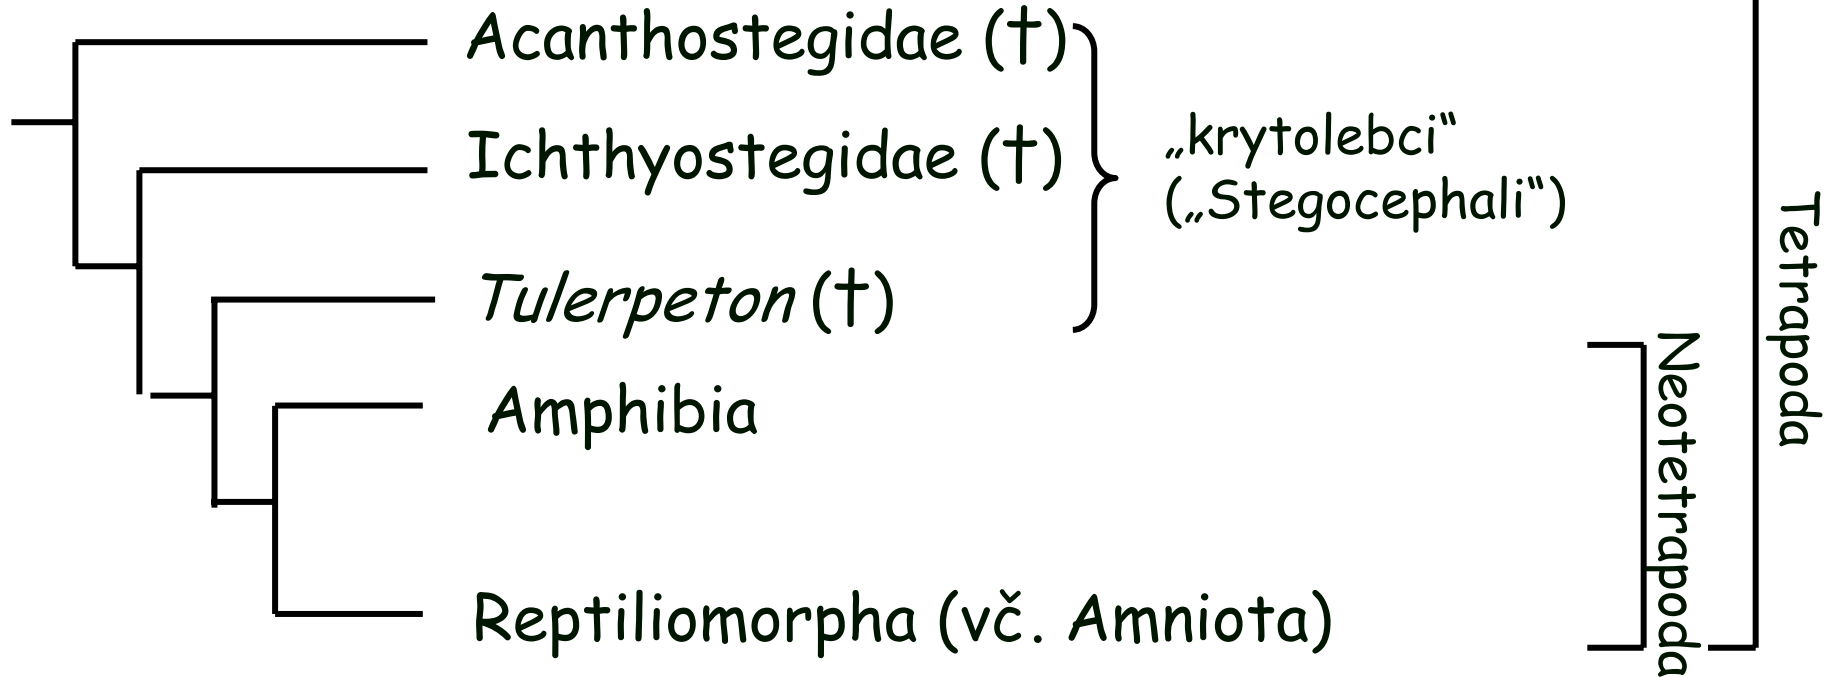 Acanthostegidae (†)
Ichthyostegidae (†)
„krytolebci“
(„Stegocephali“)
Tulerpeton (†)
Amphibia
Reptiliomorpha (vč. Amniota)
Neotetrapoda
Tetrapoda